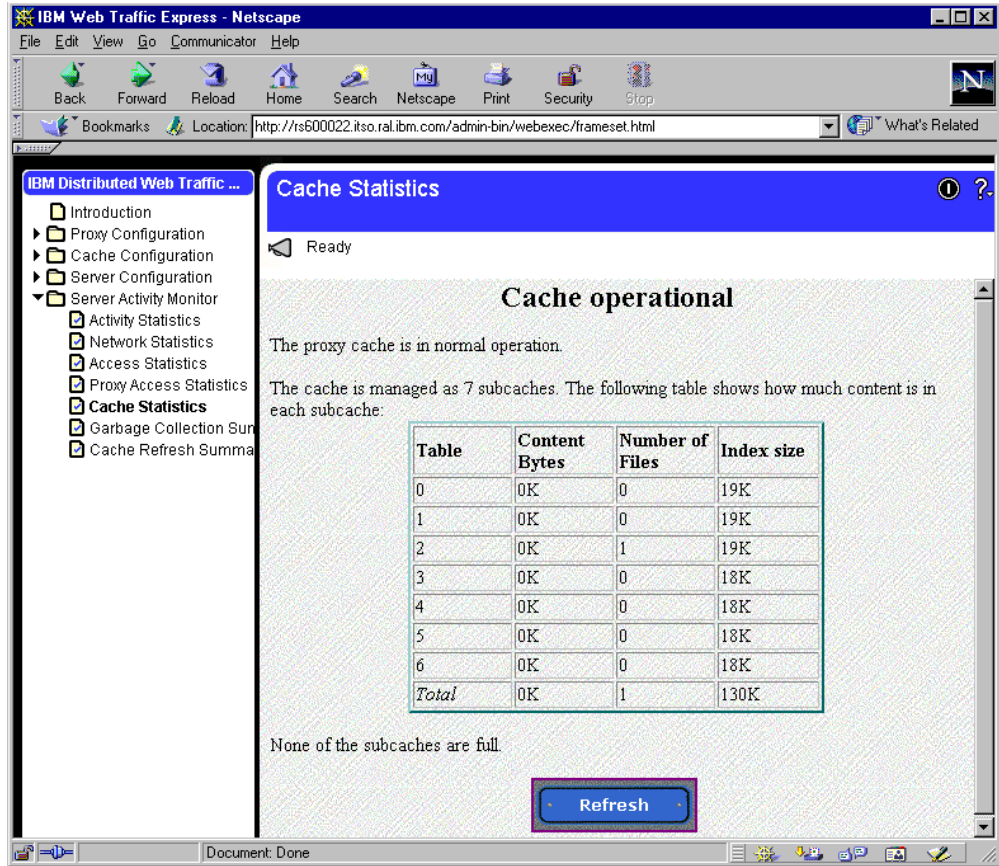 IBM Web Traffic Express - Netscape
File Edit View Go Communicator Help
Back Forward Reload Home Search Netscape Print Security Stop
My
N
Bookmarks Location: http://rs600022.itso.ral.ibm.com/admin-bin/webexec/frameset.html What's Related
IBM Distributed Web Traffic ...
Introduction
Proxy Configuration
Cache Configuration
Server Configuration
Server Activity Monitor
Activity Statistics
Network Statistics
Access Statistics
Proxy Access Statistics
Cache Statistics
Garbage Collection Sun
Cache Refresh Summa
Cache Statistics
Ready
Cache operational
The proxy cache is in normal operation.
The cache is managed as 7 subcaches. The following table shows how much content is in
each subcache:
Table Content Bytes Number of Files Index size
0 0K 0 19K
1 0K 0 19K
2 0K 1 19K
3 0K 0 18K
4 0K 0 18K
5 0K 0 18K
6 0K 0 18K
Total 0K 1 130K
None of the subcaches are full.
Refresh
Document: Done